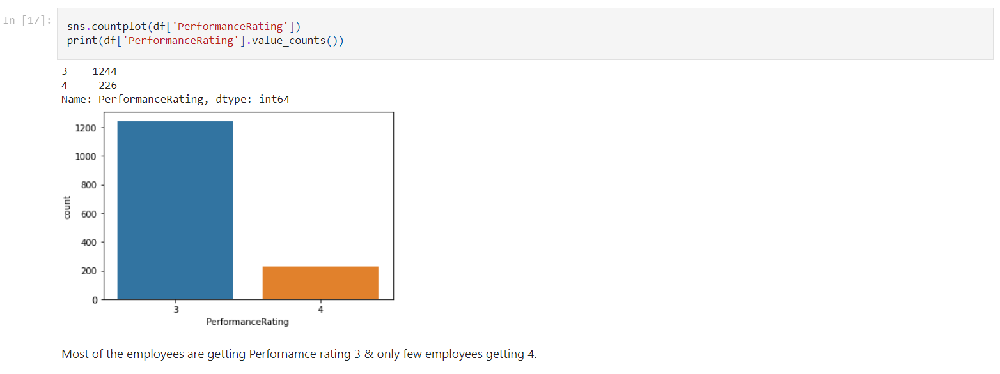 In [17]:
sns.countplot(df['PerformanceRating'])
print(df['PerformanceRating'].value_counts())
3    1244
4     226
Name: PerformanceRating, dtype: int64
1200
1000
800
600
400
200
0
count
3 4
PerformanceRating
Most of the employees are getting Perfornamce rating 3 & only few employees getting 4.